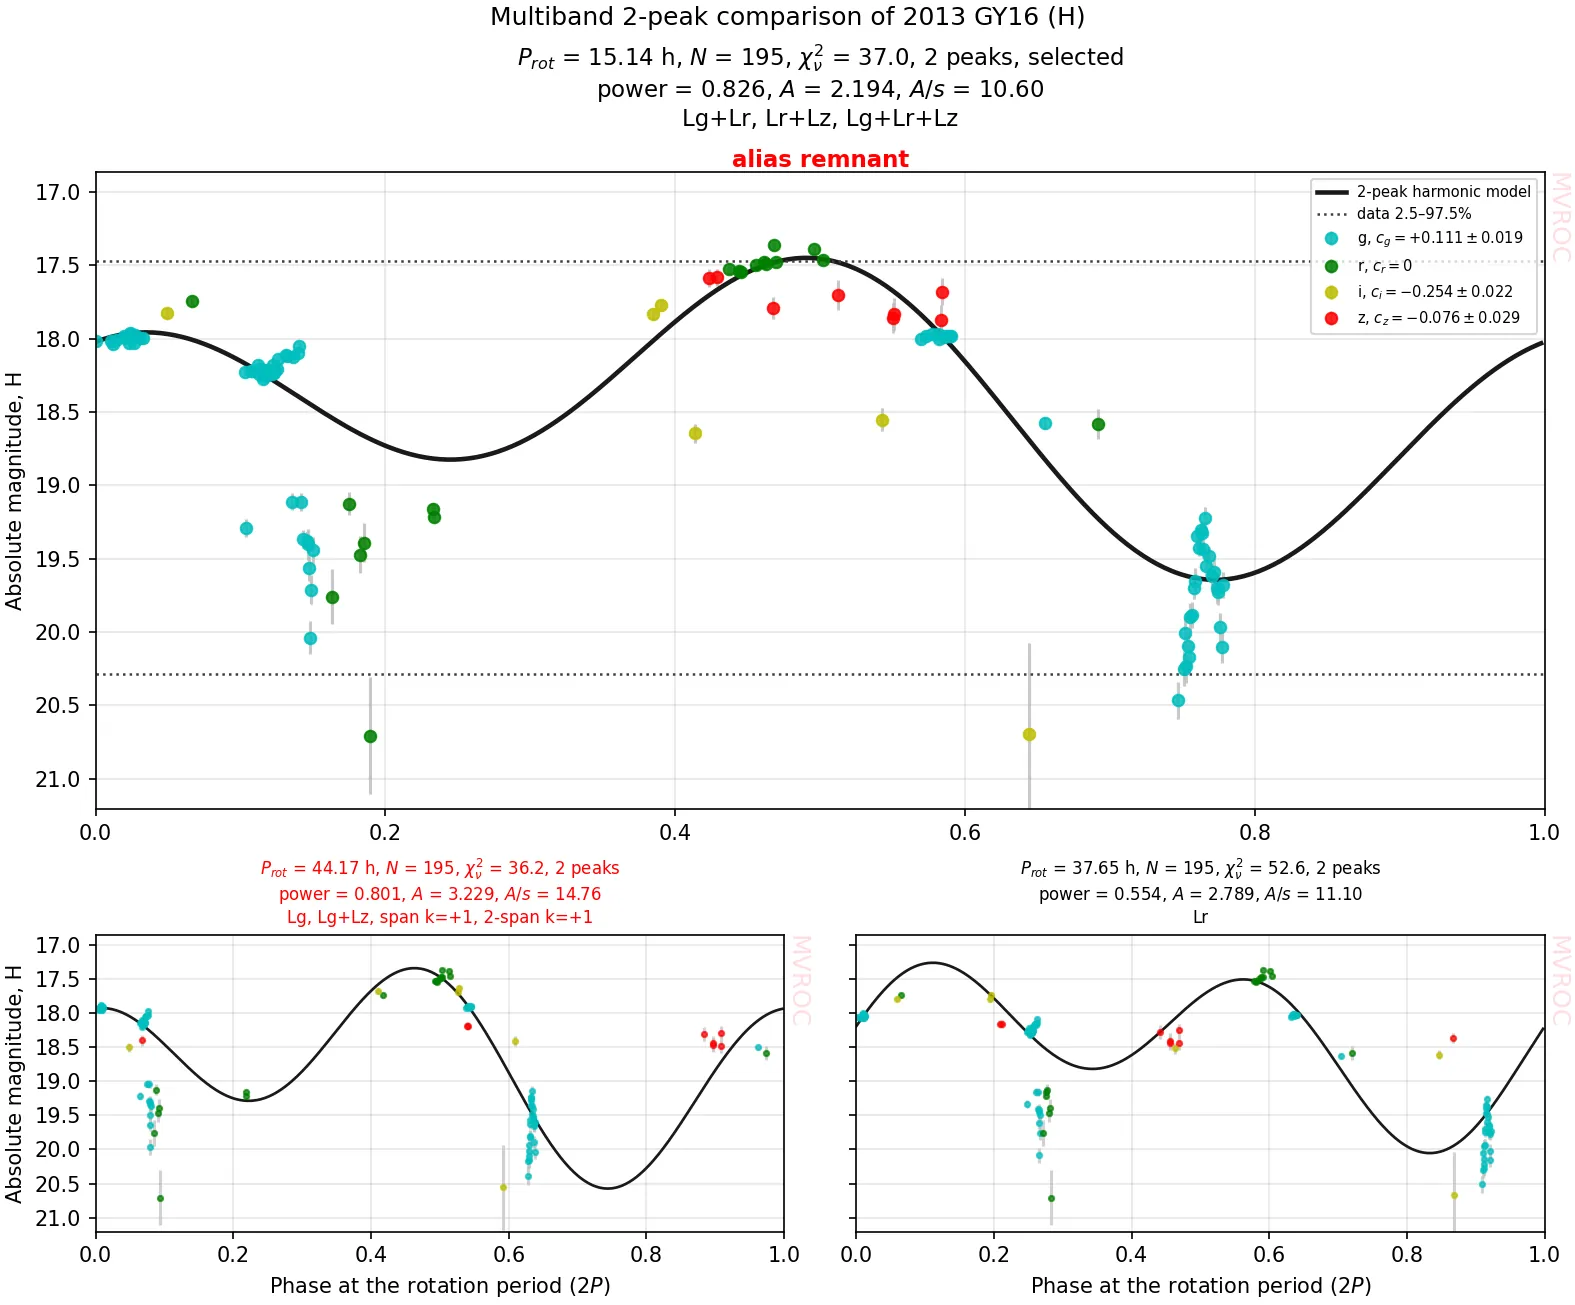 Multiband 2-peak comparison of 2013 GY16 (H)
P_rot = 15.14 h, N = 195, χ²_ν = 37.0, 2 peaks, selected
power = 0.826, A = 2.194, A/s = 10.60
Lg+Lr, Lr+Lz, Lg+Lr+Lz
alias remnant
2-peak harmonic model
data 2.5–97.5%
g, c_g = +0.111 ± 0.019
r, c_r = 0
i, c_i = −0.254 ± 0.022
z, c_z = −0.076 ± 0.029
MVROC
Absolute magnitude, H
17.0
17.5
18.0
18.5
19.0
19.5
20.0
20.5
21.0
0.0 0.2 0.4 0.6 0.8 1.0
P_rot = 44.17 h, N = 195, χ²_ν = 36.2, 2 peaks
power = 0.801, A = 3.229, A/s = 14.76
Lg, Lg+Lz, span k=+1, 2-span k=+1
MVROC
Absolute magnitude, H
17.0
17.5
18.0
18.5
19.0
19.5
20.0
20.5
21.0
0.0 0.2 0.4 0.6 0.8 1.0
Phase at the rotation period (2P)
P_rot = 37.65 h, N = 195, χ²_ν = 52.6, 2 peaks
power = 0.554, A = 2.789, A/s = 11.10
Lr
MVROC
0.0 0.2 0.4 0.6 0.8 1.0
Phase at the rotation period (2P)